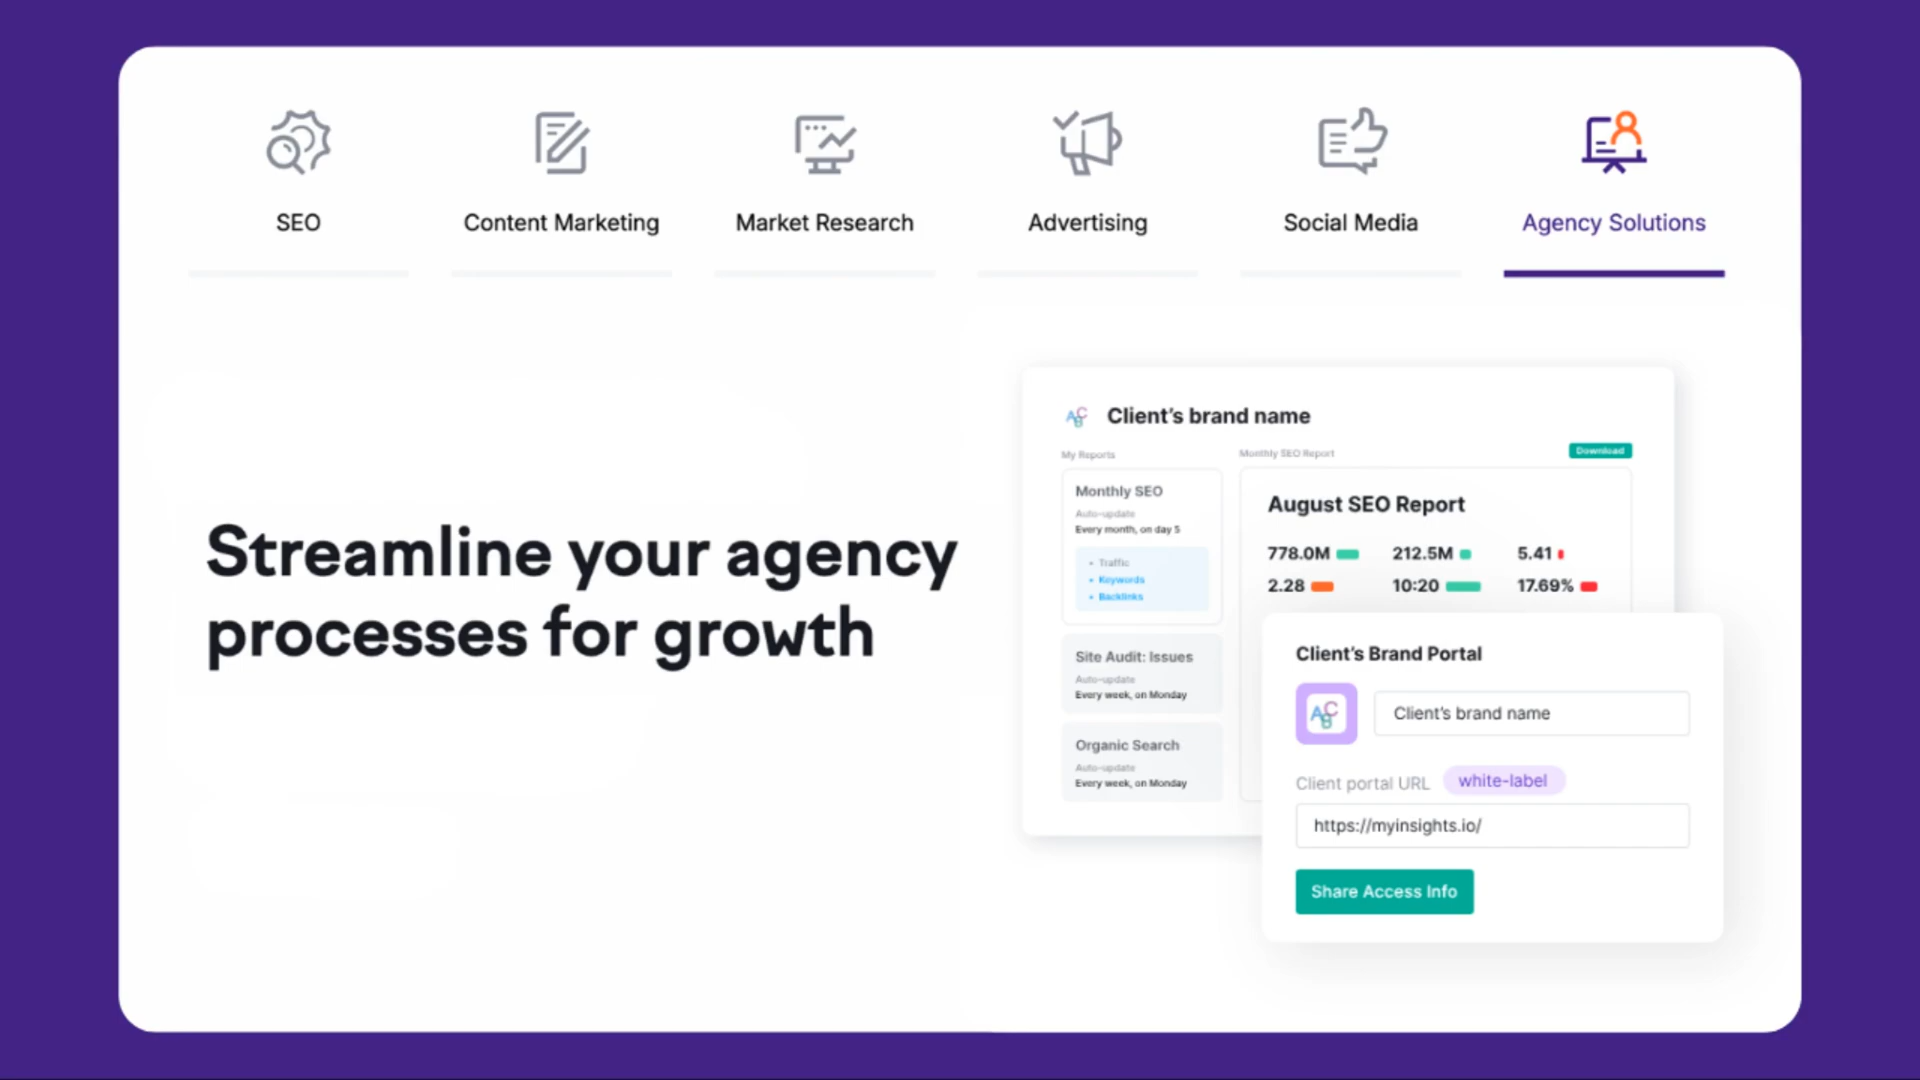 SEO
Content Marketing
Market Research
Advertising
Social Media
Agency Solutions
Streamline your agency
processes for growth
ABC
Client's brand name
My Reports
Monthly SEO
Auto-update
Every month, on day 5
• Traffic
• Keywords
• Backlinks
Site Audit: Issues
Auto-update
Every week, on Monday
Organic Search
Auto-update
Every week, on Monday
Monthly SEO Report
Download
August SEO Report
778.0M
212.5M
5.41
2.28
10:20
17.69%
Client's Brand Portal
ABC
Client's brand name
Client portal URL
white-label
https://myinsights.io/
Share Access Info